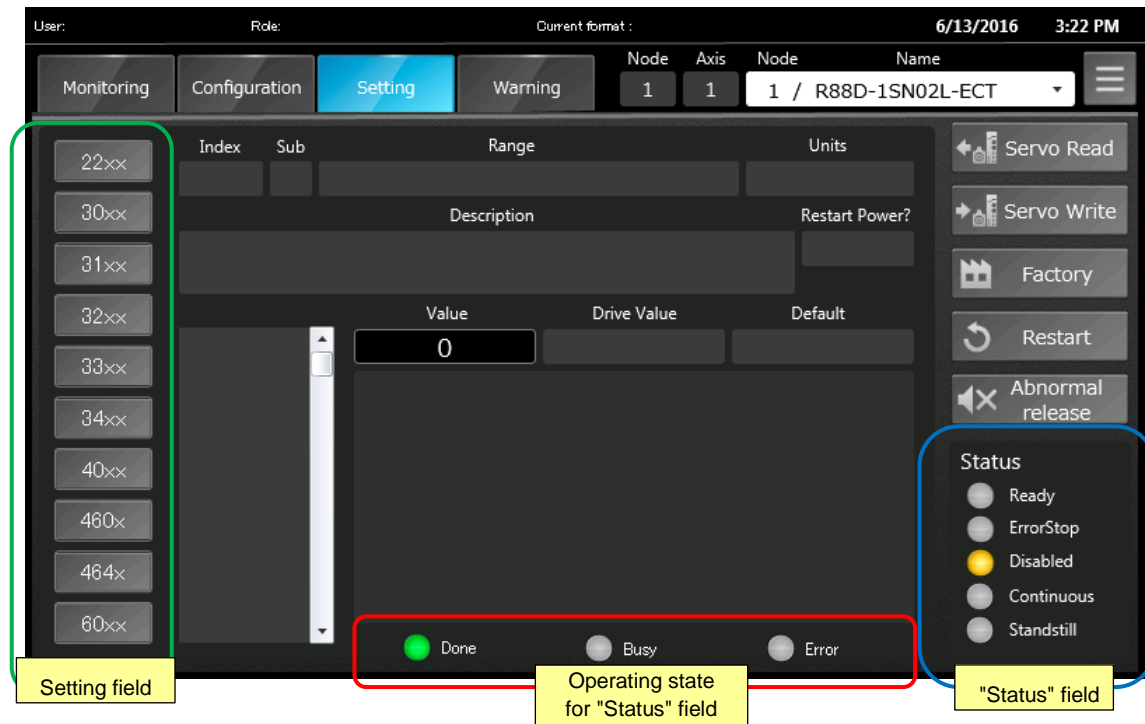 User: Role: Current format : 6/13/2016 3:22 PM
Node Axis Node Name
Monitoring Configuration Setting Warning 1 1 1 / R88D-1SN02L-ECT
Index Sub Range Units
Description Restart Power?
Value Drive Value Default
0
22xx
30xx
31xx
32xx
33xx
34xx
40xx
460x
464x
60xx
Servo Read
Servo Write
Factory
Restart
Abnormal
release
Status
Ready
ErrorStop
Disabled
Continuous
Standstill
Done Busy Error
Setting field
Operating state
for "Status" field
"Status" field